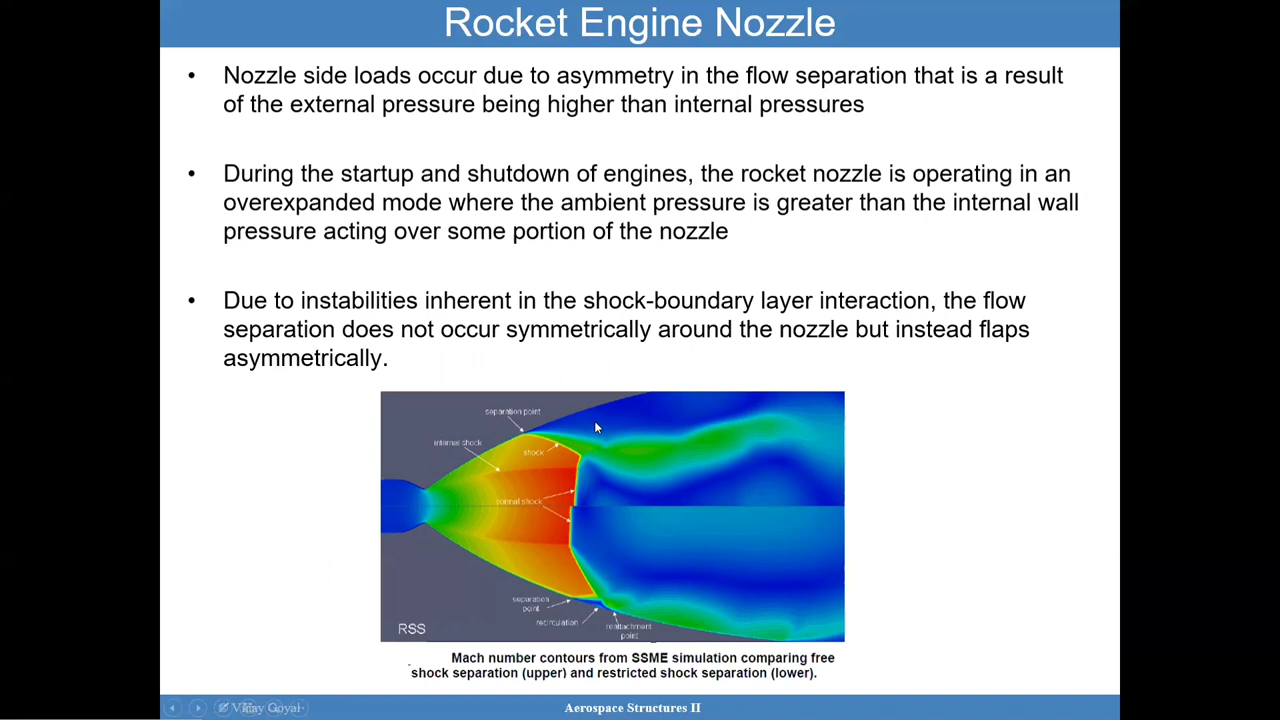 Rocket Engine Nozzle
• Nozzle side loads occur due to asymmetry in the flow separation that is a result
of the external pressure being higher than internal pressures
• During the startup and shutdown of engines, the rocket nozzle is operating in an
overexpanded mode where the ambient pressure is greater than the internal wall
pressure acting over some portion of the nozzle
• Due to instabilities inherent in the shock-boundary layer interaction, the flow
separation does not occur symmetrically around the nozzle but instead flaps
asymmetrically.
separation point
internal shock
shock
normal shock
separation
point
recirculation
reattachment
point
RSS
Mach number contours from SSME simulation comparing free
shock separation (upper) and restricted shock separation (lower).
Vijay Goyal
Aerospace Structures II